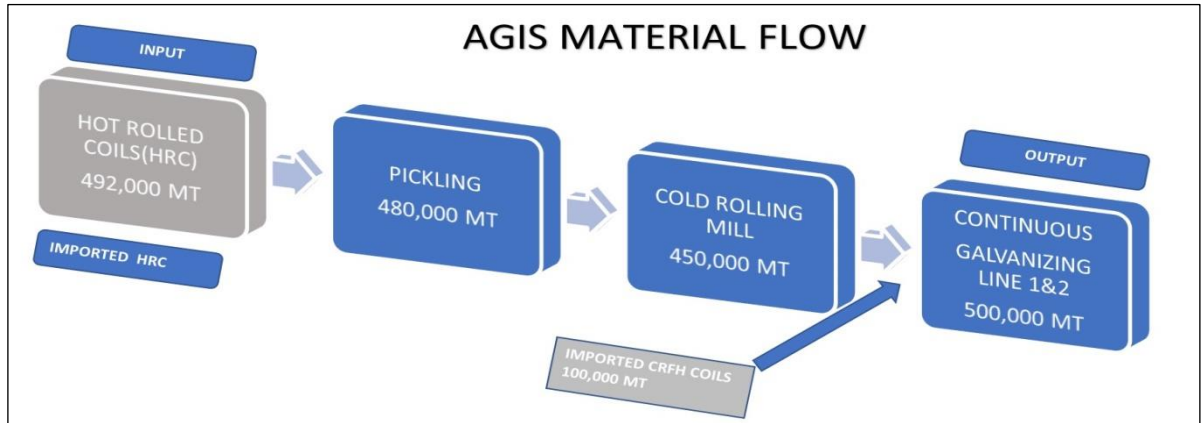 AGIS MATERIAL FLOW
INPUT
HOT ROLLED
COILS(HRC)
492,000 MT
IMPORTED HRC
PICKLING
480,000 MT
COLD ROLLING
MILL
450,000 MT
IMPORTED CRFH COILS
100,000 MT
OUTPUT
CONTINUOUS
GALVANIZING
LINE 1&2
500,000 MT